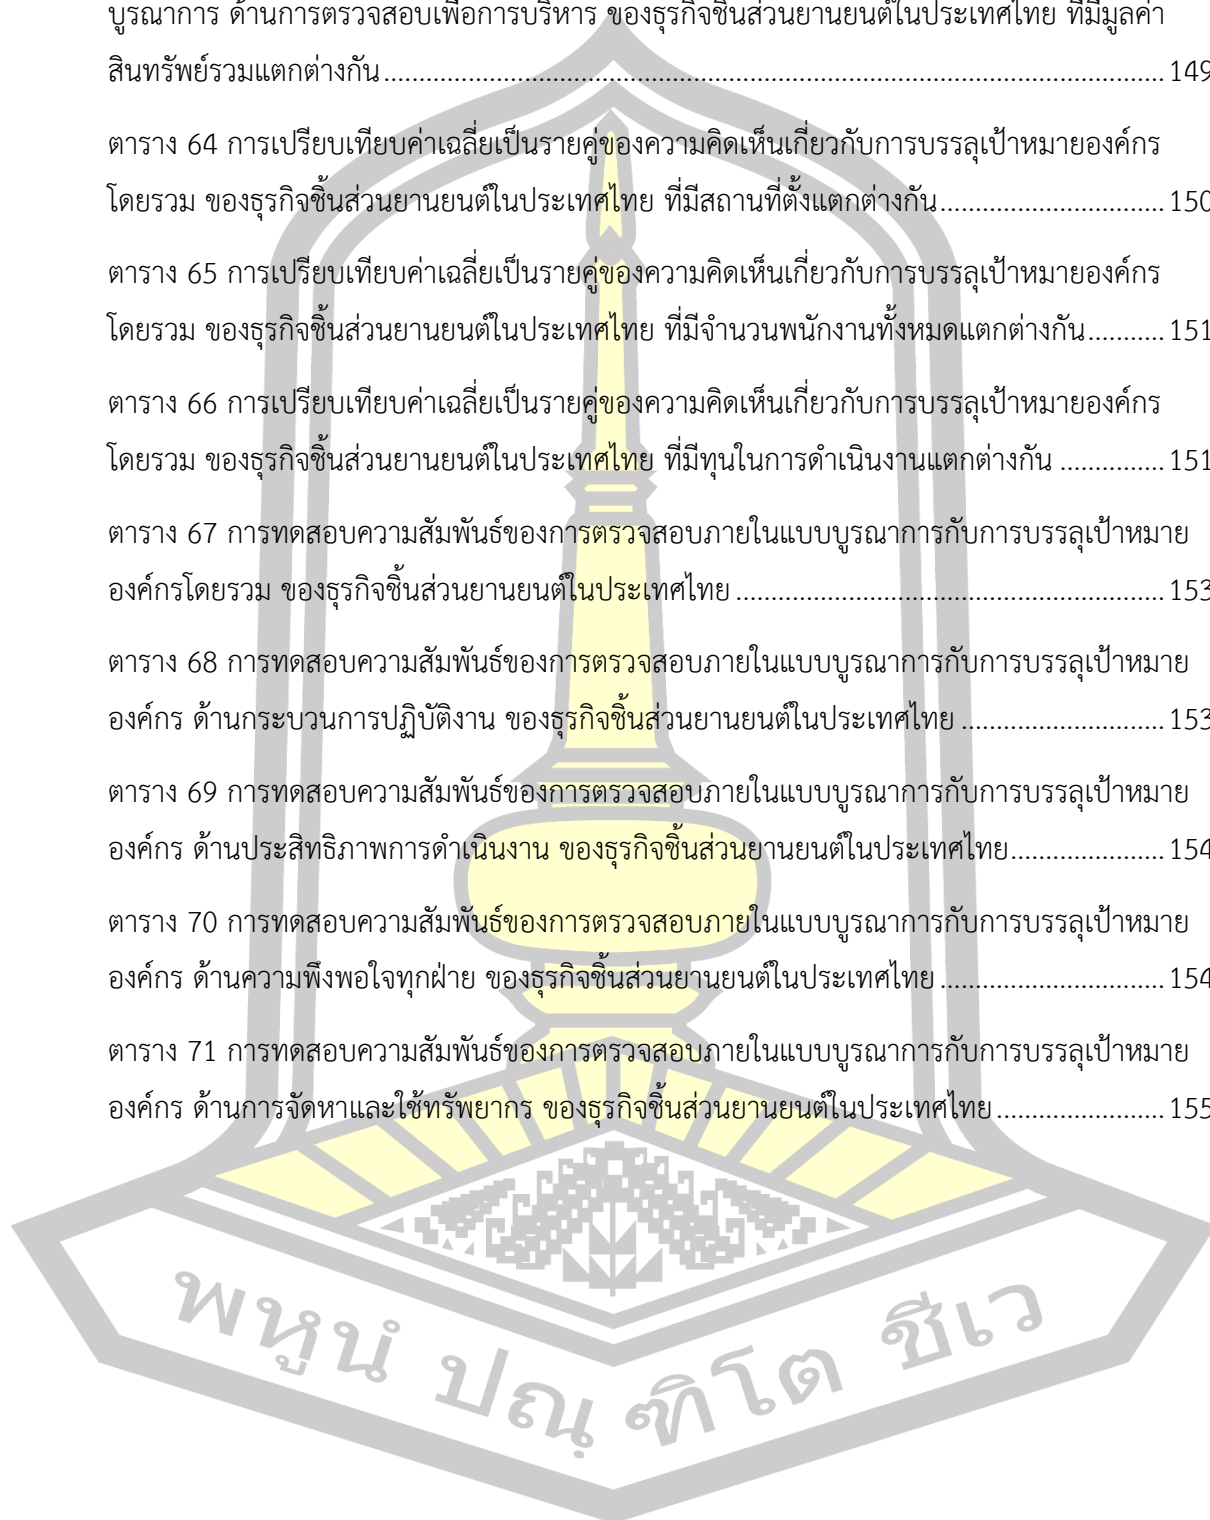 บูรณาการ ด้านการตรวจสอบเพื่อการบริหาร ของธุรกิจชิ้นส่วนยานยนต์ในประเทศไทย ที่มีมูลค่า
สินทรัพย์รวมแตกต่างกัน ........................................................................................................ 149
ตาราง 64 การเปรียบเทียบค่าเฉลี่ยเป็นรายคู่ของความคิดเห็นเกี่ยวกับการบรรลุเป้าหมายองค์กร
โดยรวม ของธุรกิจชิ้นส่วนยานยนต์ในประเทศไทย ที่มีสถานที่ตั้งแตกต่างกัน .............................. 150
ตาราง 65 การเปรียบเทียบค่าเฉลี่ยเป็นรายคู่ของความคิดเห็นเกี่ยวกับการบรรลุเป้าหมายองค์กร
โดยรวม ของธุรกิจชิ้นส่วนยานยนต์ในประเทศไทย ที่มีจำนวนพนักงานทั้งหมดแตกต่างกัน ........... 151
ตาราง 66 การเปรียบเทียบค่าเฉลี่ยเป็นรายคู่ของความคิดเห็นเกี่ยวกับการบรรลุเป้าหมายองค์กร
โดยรวม ของธุรกิจชิ้นส่วนยานยนต์ในประเทศไทย ที่มีทุนในการดำเนินงานแตกต่างกัน ............... 151
ตาราง 67 การทดสอบความสัมพันธ์ของการตรวจสอบภายในแบบบูรณาการกับการบรรลุเป้าหมาย
องค์กรโดยรวม ของธุรกิจชิ้นส่วนยานยนต์ในประเทศไทย ......................................................... 153
ตาราง 68 การทดสอบความสัมพันธ์ของการตรวจสอบภายในแบบบูรณาการกับการบรรลุเป้าหมาย
องค์กร ด้านกระบวนการปฏิบัติงาน ของธุรกิจชิ้นส่วนยานยนต์ในประเทศไทย ........................... 153
ตาราง 69 การทดสอบความสัมพันธ์ของการตรวจสอบภายในแบบบูรณาการกับการบรรลุเป้าหมาย
องค์กร ด้านประสิทธิภาพการดำเนินงาน ของธุรกิจชิ้นส่วนยานยนต์ในประเทศไทย ..................... 154
ตาราง 70 การทดสอบความสัมพันธ์ของการตรวจสอบภายในแบบบูรณาการกับการบรรลุเป้าหมาย
องค์กร ด้านความพึงพอใจทุกฝ่าย ของธุรกิจชิ้นส่วนยานยนต์ในประเทศไทย .............................. 154
ตาราง 71 การทดสอบความสัมพันธ์ของการตรวจสอบภายในแบบบูรณาการกับการบรรลุเป้าหมาย
องค์กร ด้านการจัดหาและใช้ทรัพยากร ของธุรกิจชิ้นส่วนยานยนต์ในประเทศไทย ....................... 155
พหูนํ ปณฺฑิโต ชีเว